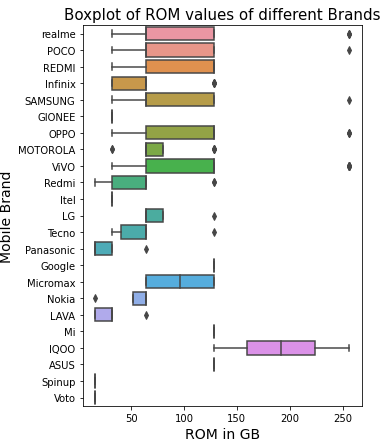 Boxplot of ROM values of different Brands
Mobile Brand
realme
POCO
REDMI
Infinix
SAMSUNG
GIONEE
OPPO
MOTOROLA
ViVO
Redmi
Itel
LG
Tecno
Panasonic
Google
Micromax
Nokia
LAVA
Mi
IQOO
ASUS
Spinup
Voto
50 100 150 200 250
ROM in GB